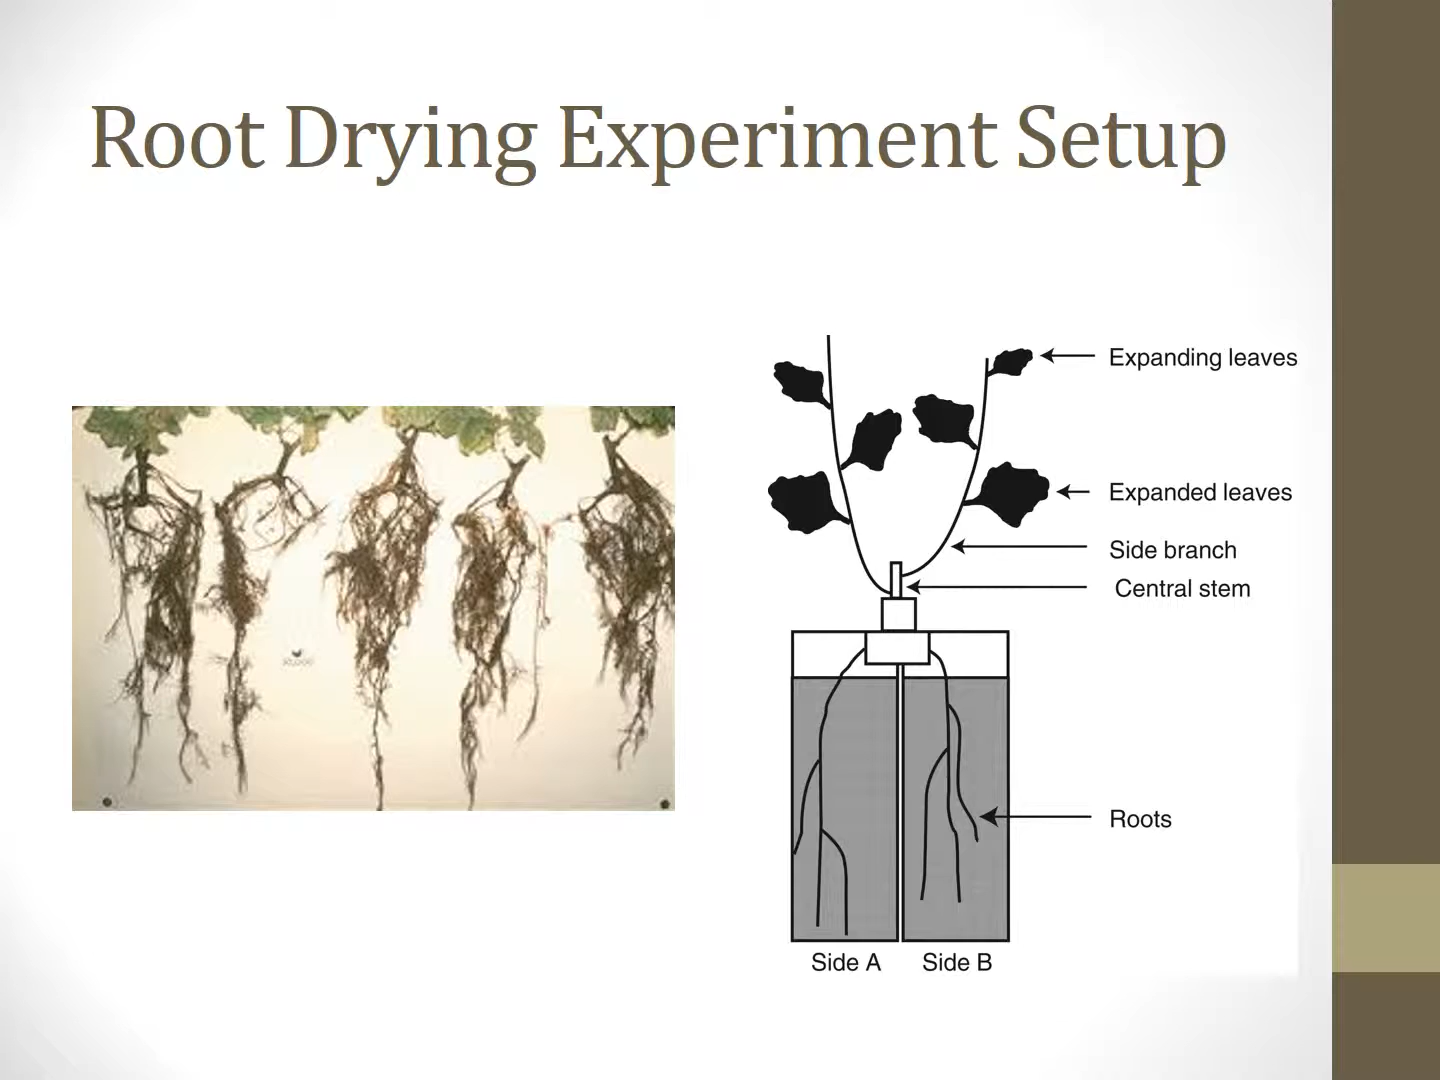 Root Drying Experiment Setup
Expanding leaves
Expanded leaves
Side branch
Central stem
Roots
Side A
Side B